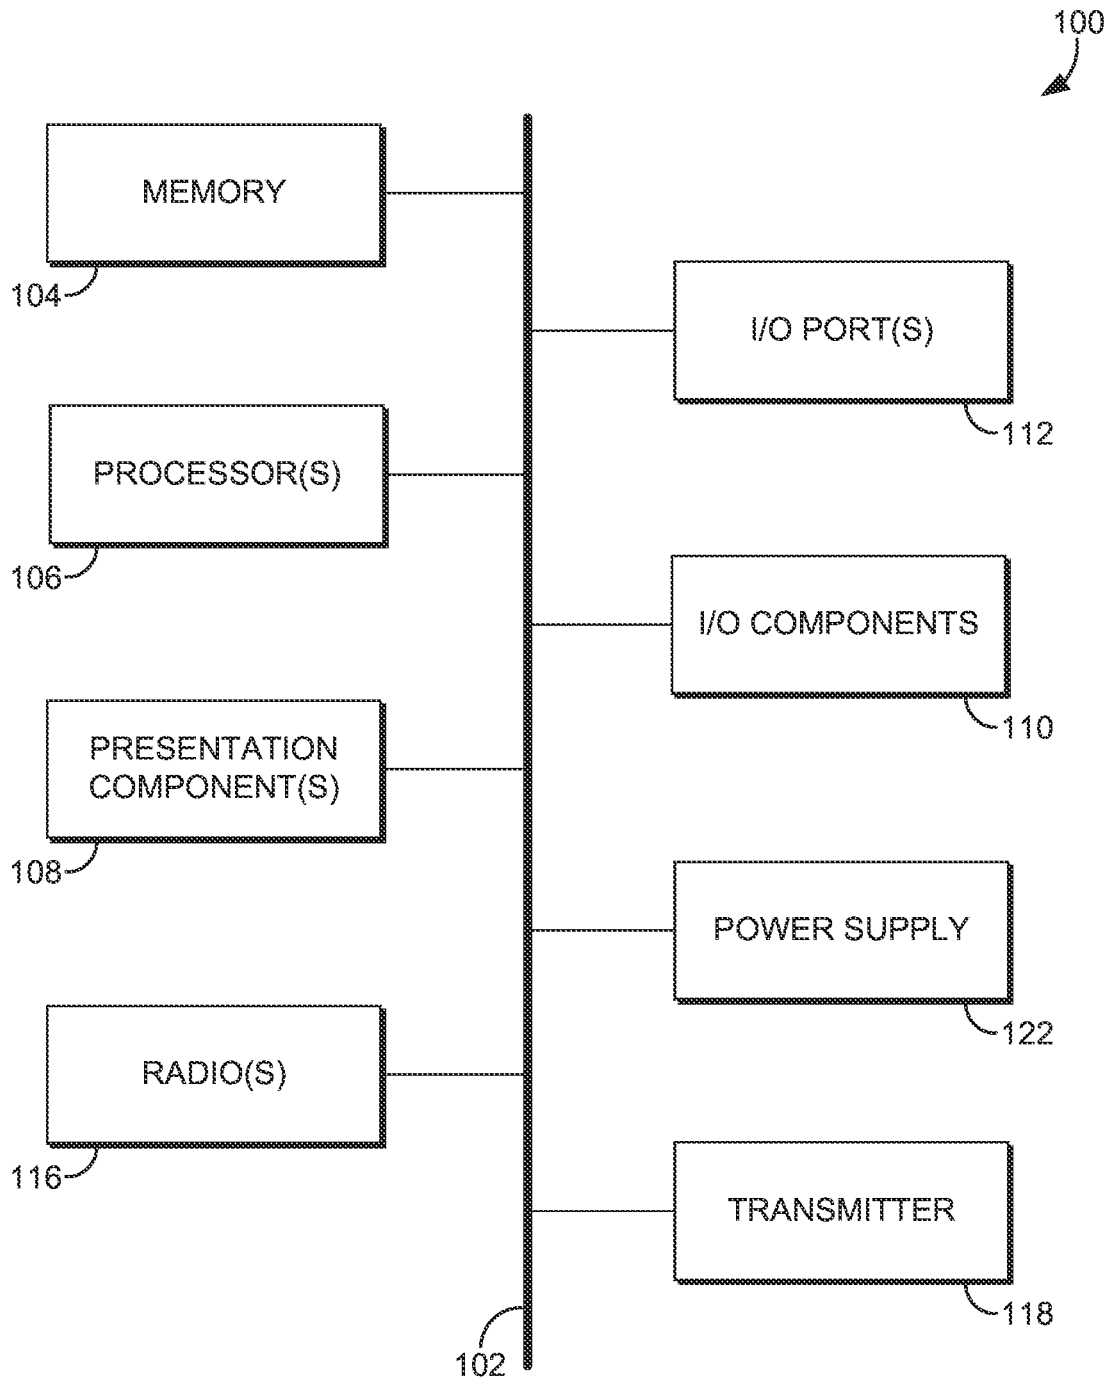 100
MEMORY
104
I/O PORT(S)
112
PROCESSOR(S)
106
I/O COMPONENTS
110
PRESENTATION
COMPONENT(S)
108
POWER SUPPLY
122
RADIO(S)
116
TRANSMITTER
118
102